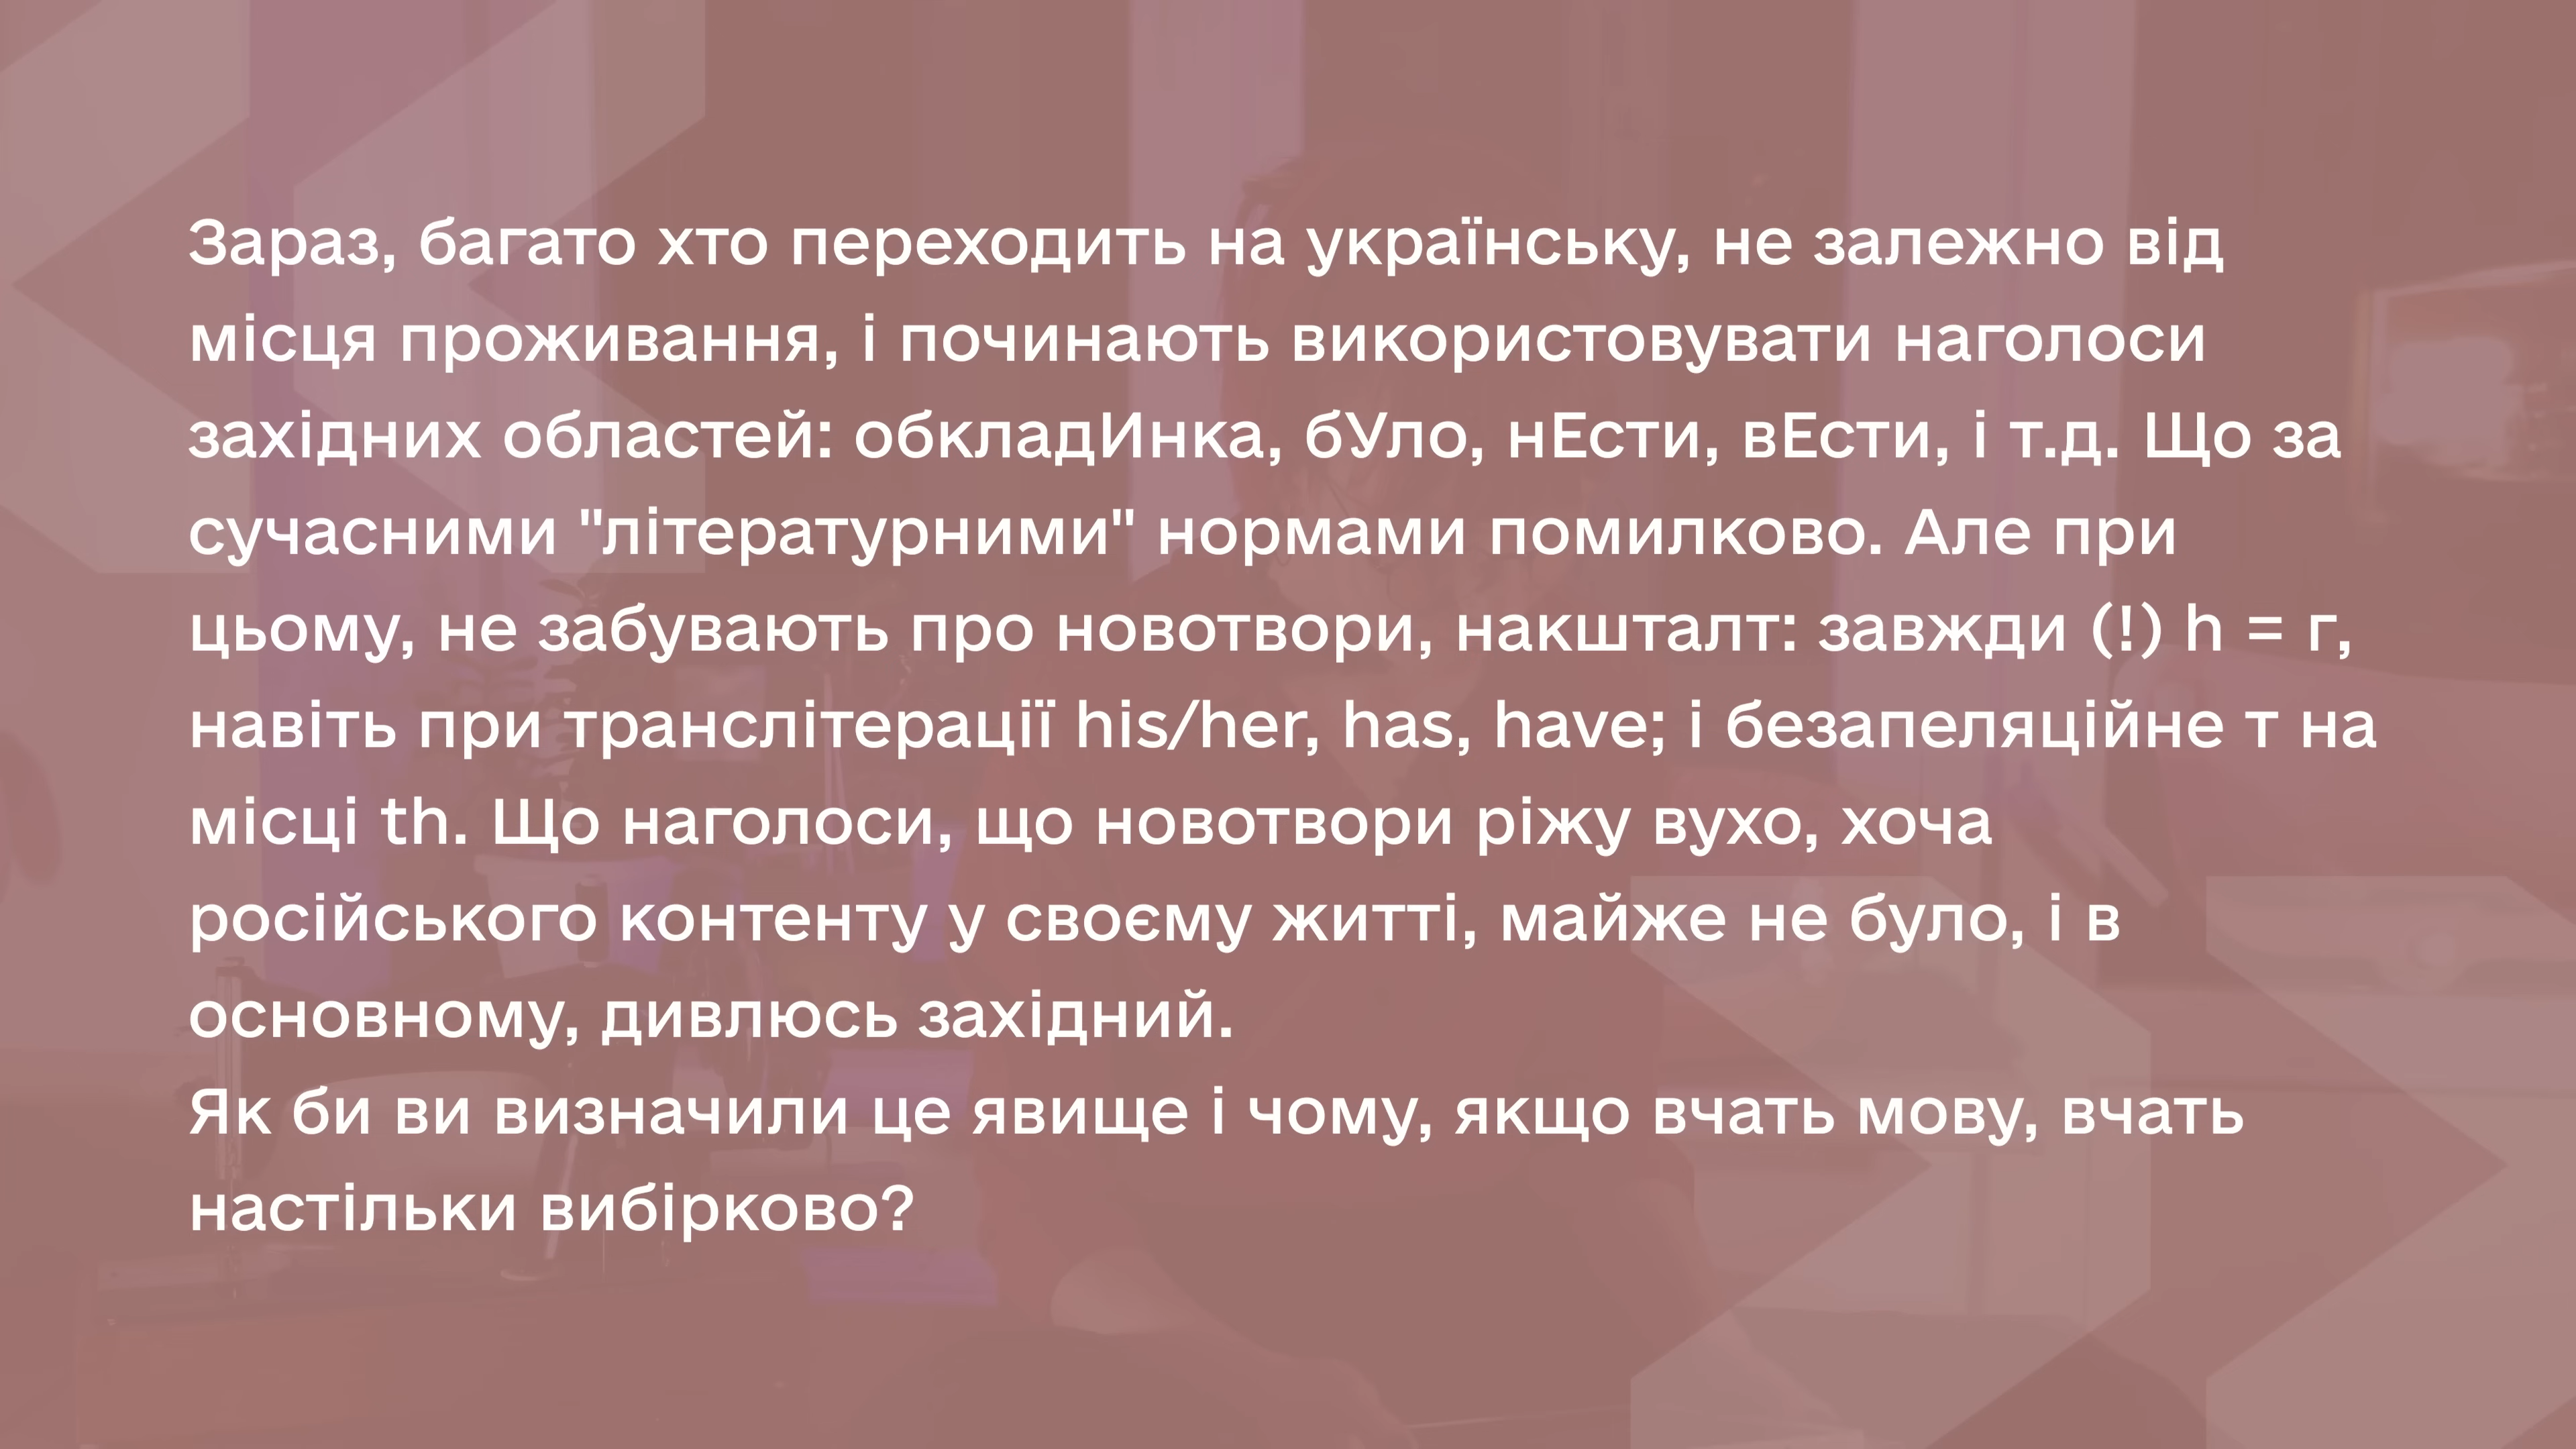 Зараз, багато хто переходить на українську, не залежно від
місця проживання, і починають використовувати наголоси
західних областей: обкладИнка, бУло, нЕсти, вЕсти, і т.д. Що за
сучасними "літературними" нормами помилково. Але при
цьому, не забувають про новотвори, накшталт: завжди (!) h = г,
навіть при транслітерації his/her, has, have; і безапеляційне т на
місці th. Що наголоси, що новотвори ріжу вухо, хоча
російського контенту у своєму житті, майже не було, і в
основному, дивлюсь західний.
Як би ви визначили це явище і чому, якщо вчать мову, вчать
настільки вибірково?